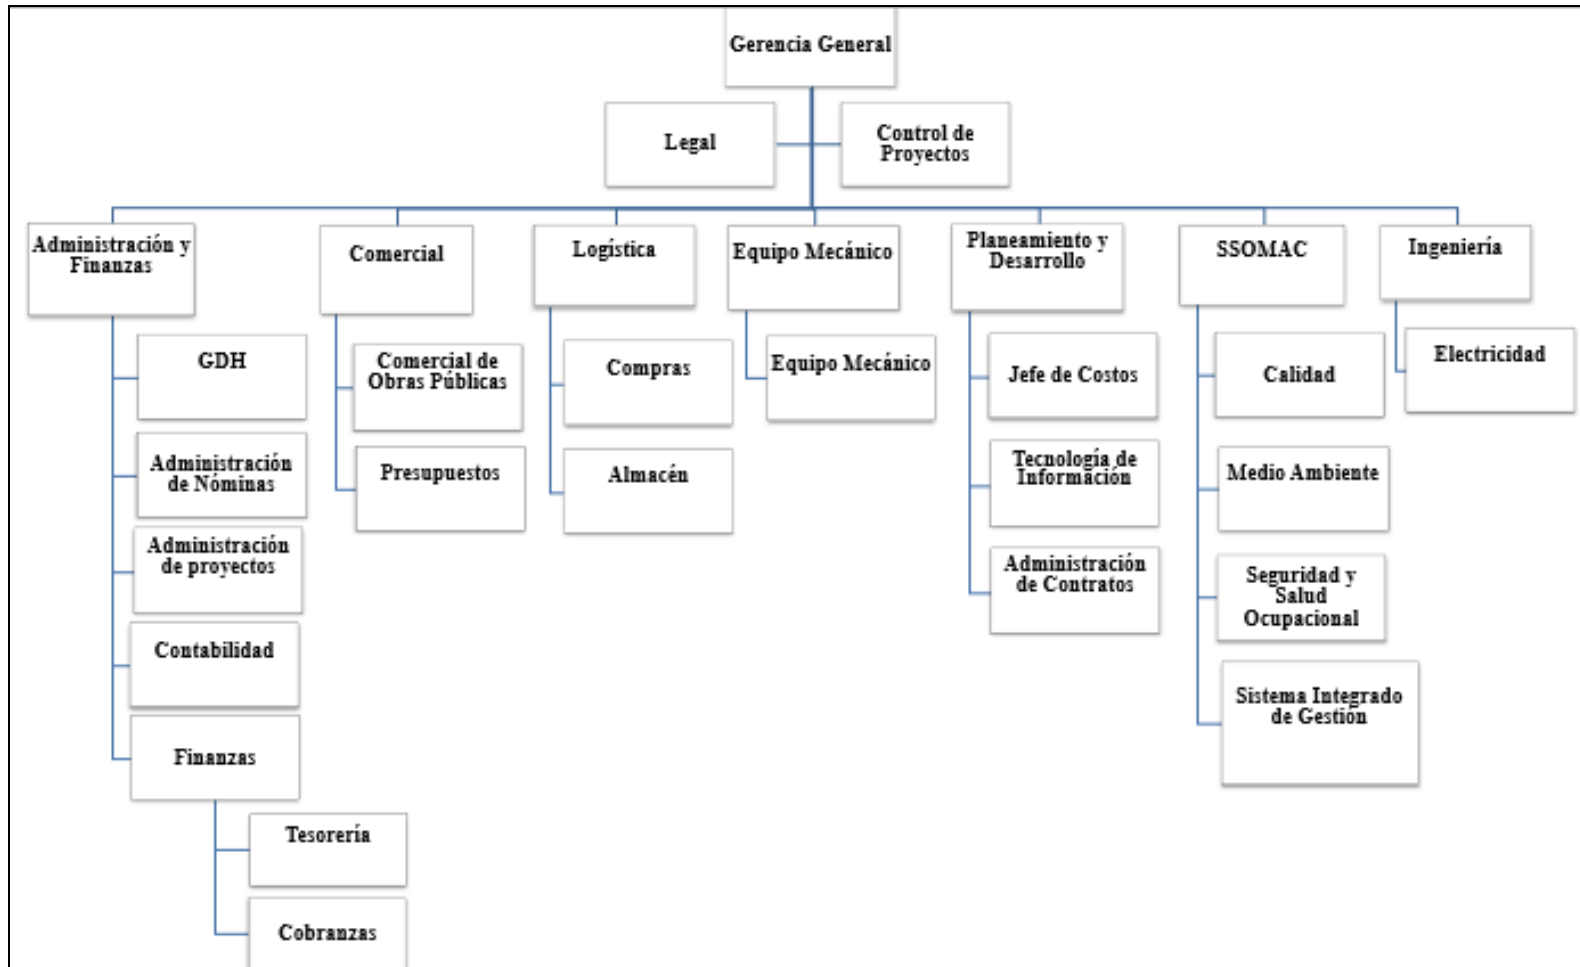 Gerencia General
Legal
Control de
Proyectos
Administración y
Finanzas
Comercial
Logística
Equipo Mecánico
Planeamiento y
Desarrollo
SSOMAC
Ingeniería
GDH
Administración
de Nóminas
Administración
de proyectos
Contabilidad
Finanzas
Tesorería
Cobranzas
Comercial de
Obras Públicas
Presupuestos
Compras
Almacén
Equipo Mecánico
Jefe de Costos
Tecnología de
Información
Administración
de Contratos
Calidad
Medio Ambiente
Seguridad y
Salud
Ocupacional
Sistema Integrado
de Gestión
Electricidad